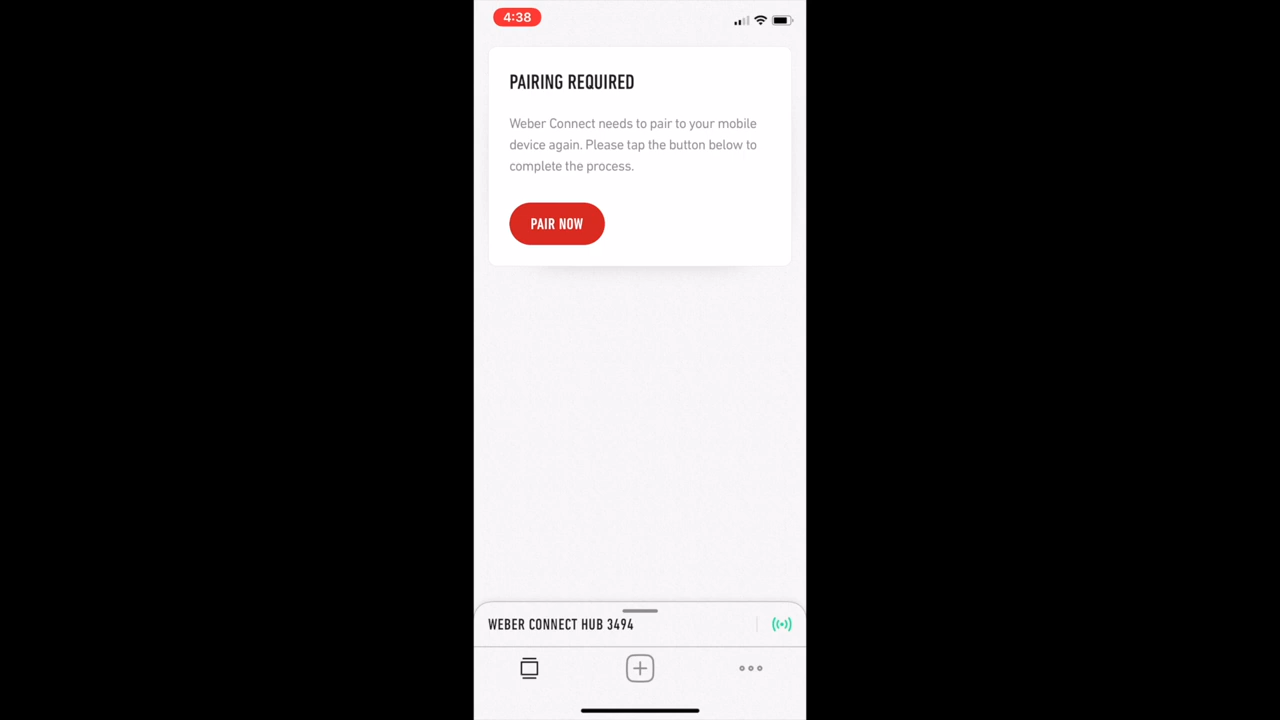 4:38
PAIRING REQUIRED
Weber Connect needs to pair to your mobile
device again. Please tap the button below to
complete the process.
PAIR NOW
WEBER CONNECT HUB 3494